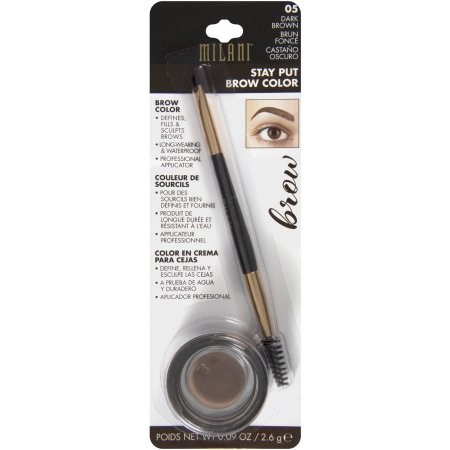 05
DARK
BROWN
BRUN
FONCÉ
CASTAÑO
OSCURO
MILANI
STAY PUT
BROW COLOR
BROW
COLOR
• DEFINES,
FILLS &
SCULPTS
BROWS
• LONGWEARING
& WATERPROOF
• PROFESSIONAL
APPLICATOR
COULEUR DE
SOURCILS
• POUR DES
SOURCILS BIEN
DÉFINIS ET FOURNIS
• PRODUIT DE
LONGUE DURÉE ET
RÉSISTANT À L'EAU
• APPLICATEUR
PROFESSIONNEL
COLOR EN CREMA
PARA CEJAS
• DEFINE, RELLENA Y
ESCULPE LAS CEJAS
• A PRUEBA DE AGUA
Y DURADERO
• APLICADOR PROFESIONAL
brow
POIDS NET WT/0.09 OZ / 2.6 g ℮